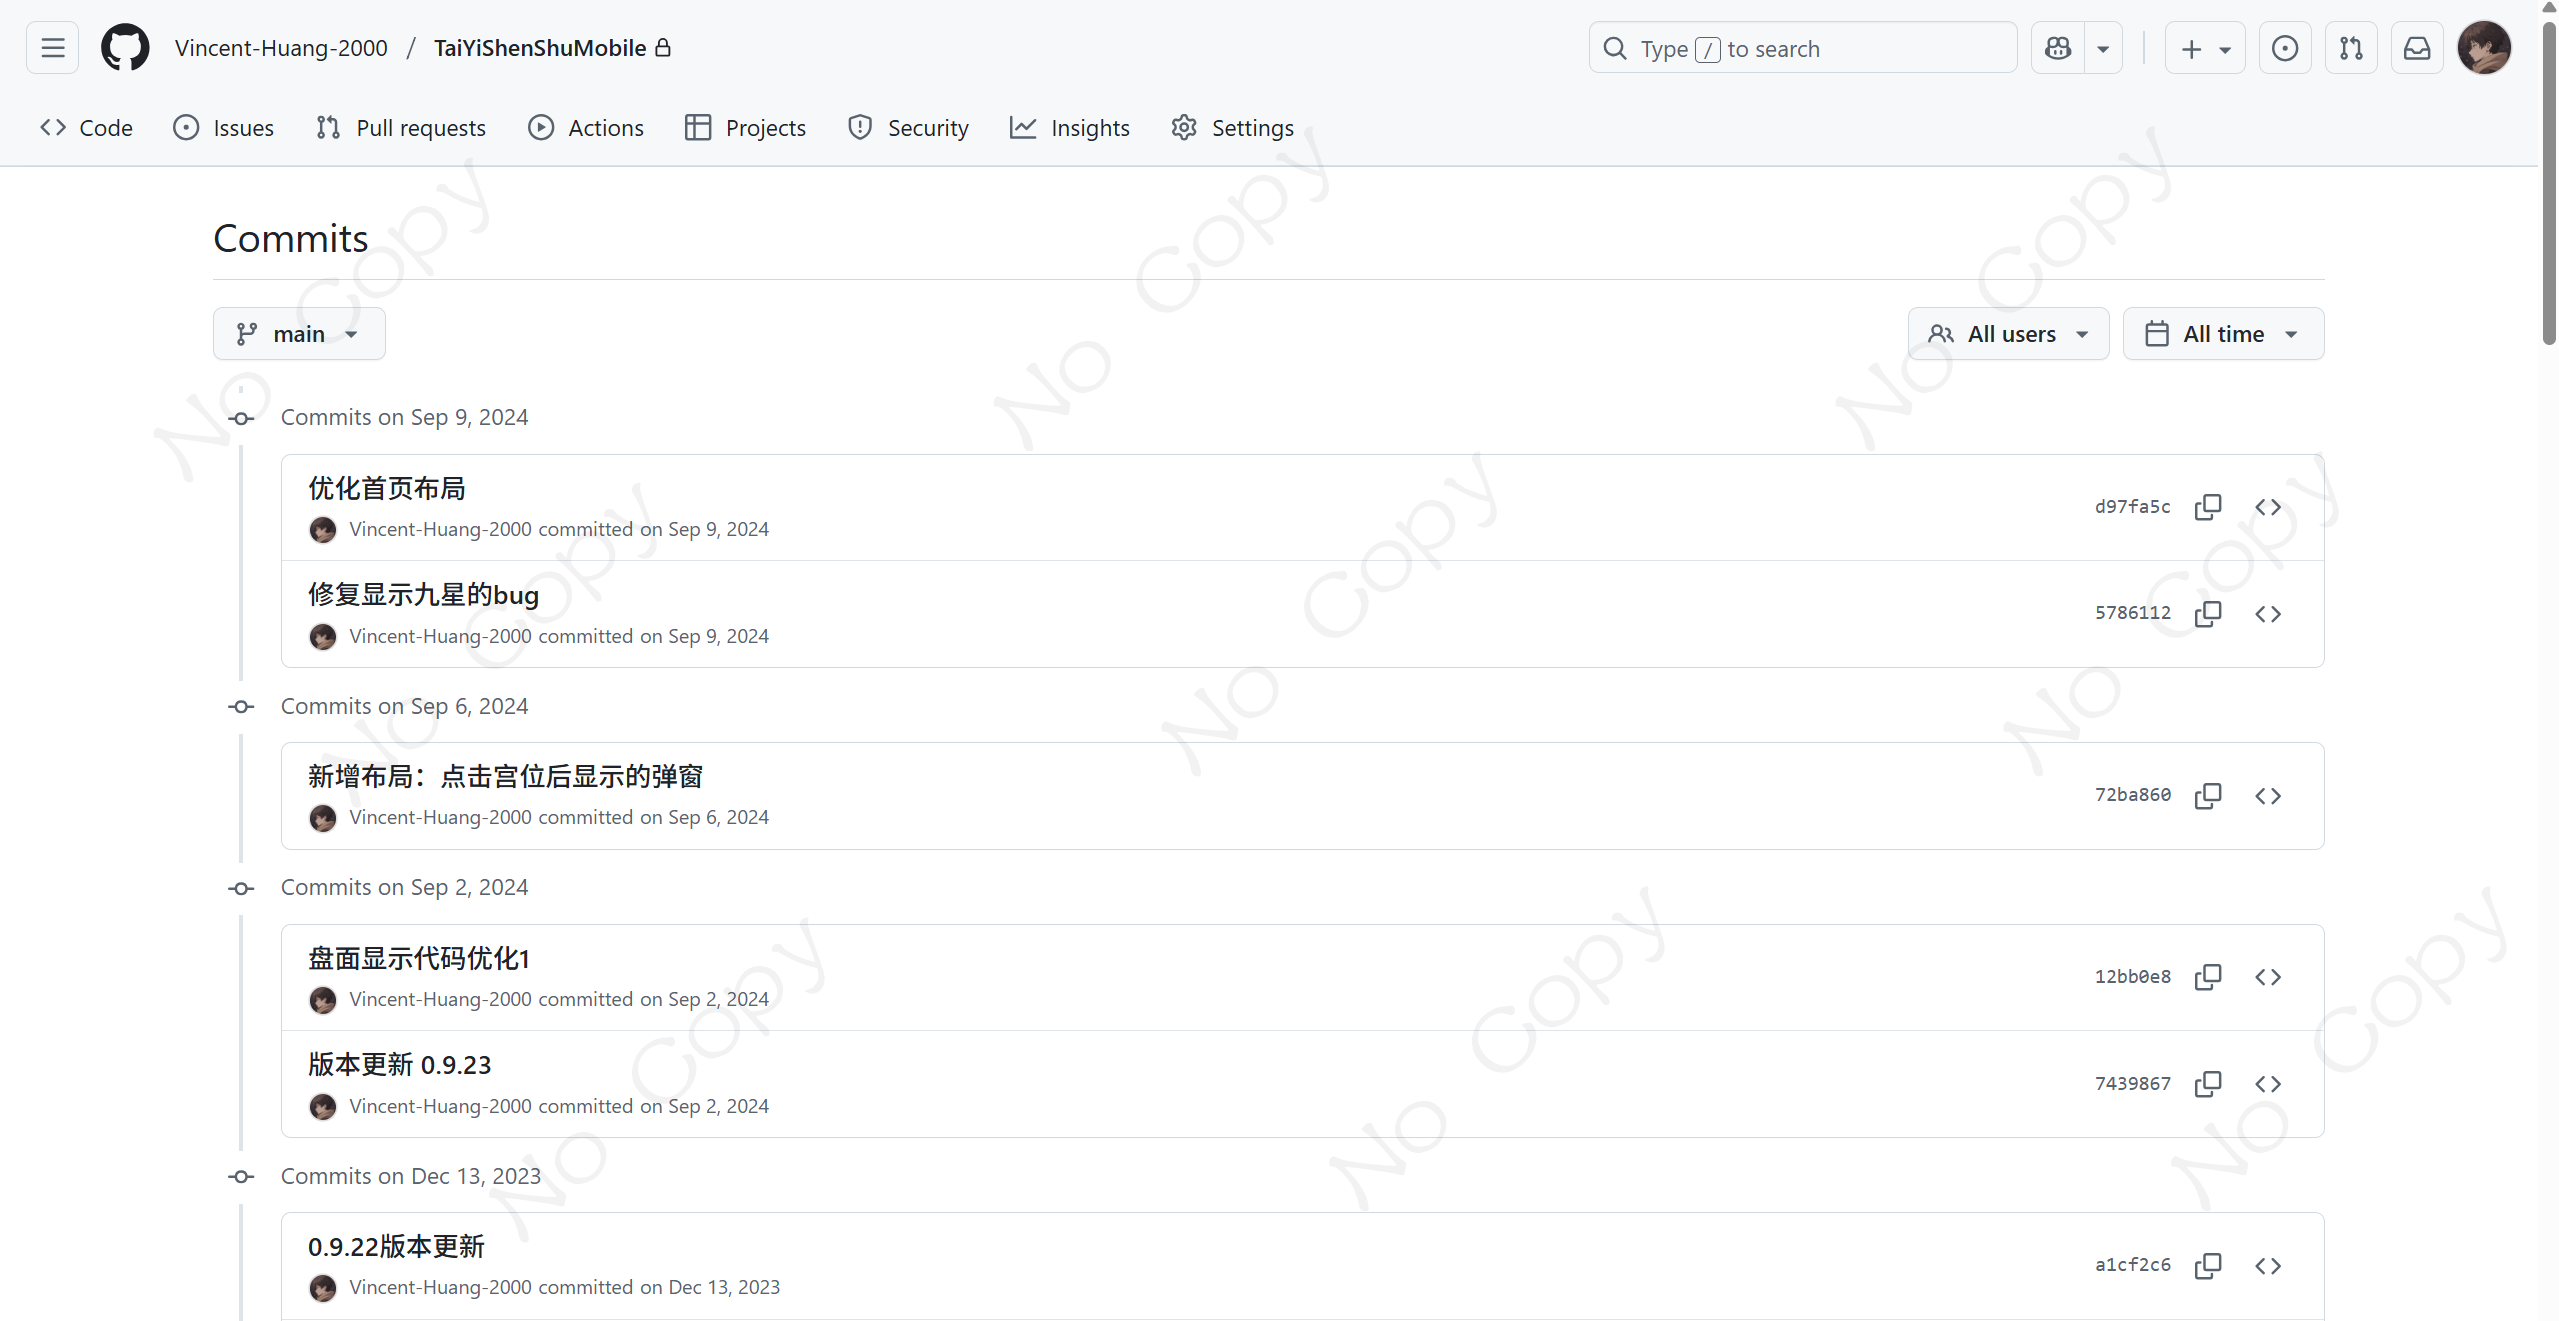 Vincent-Huang-2000 / TaiYiShenShuMobile
Type / to search
Code Issues Pull requests Actions Projects Security Insights Settings
Commits
main All users All time
Commits on Sep 9, 2024
优化首页布局
Vincent-Huang-2000 committed on Sep 9, 2024
d97fa5c
修复显示九星的bug
Vincent-Huang-2000 committed on Sep 9, 2024
5786112
Commits on Sep 6, 2024
新增布局：点击宫位后显示的弹窗
Vincent-Huang-2000 committed on Sep 6, 2024
72ba860
Commits on Sep 2, 2024
盘面显示代码优化1
Vincent-Huang-2000 committed on Sep 2, 2024
12bb0e8
版本更新 0.9.23
Vincent-Huang-2000 committed on Sep 2, 2024
7439867
Commits on Dec 13, 2023
0.9.22版本更新
Vincent-Huang-2000 committed on Dec 13, 2023
a1cf2c6
No Copy
No Copy
No Copy
No Copy
No Copy
No Copy
No Copy
No Copy
No Copy